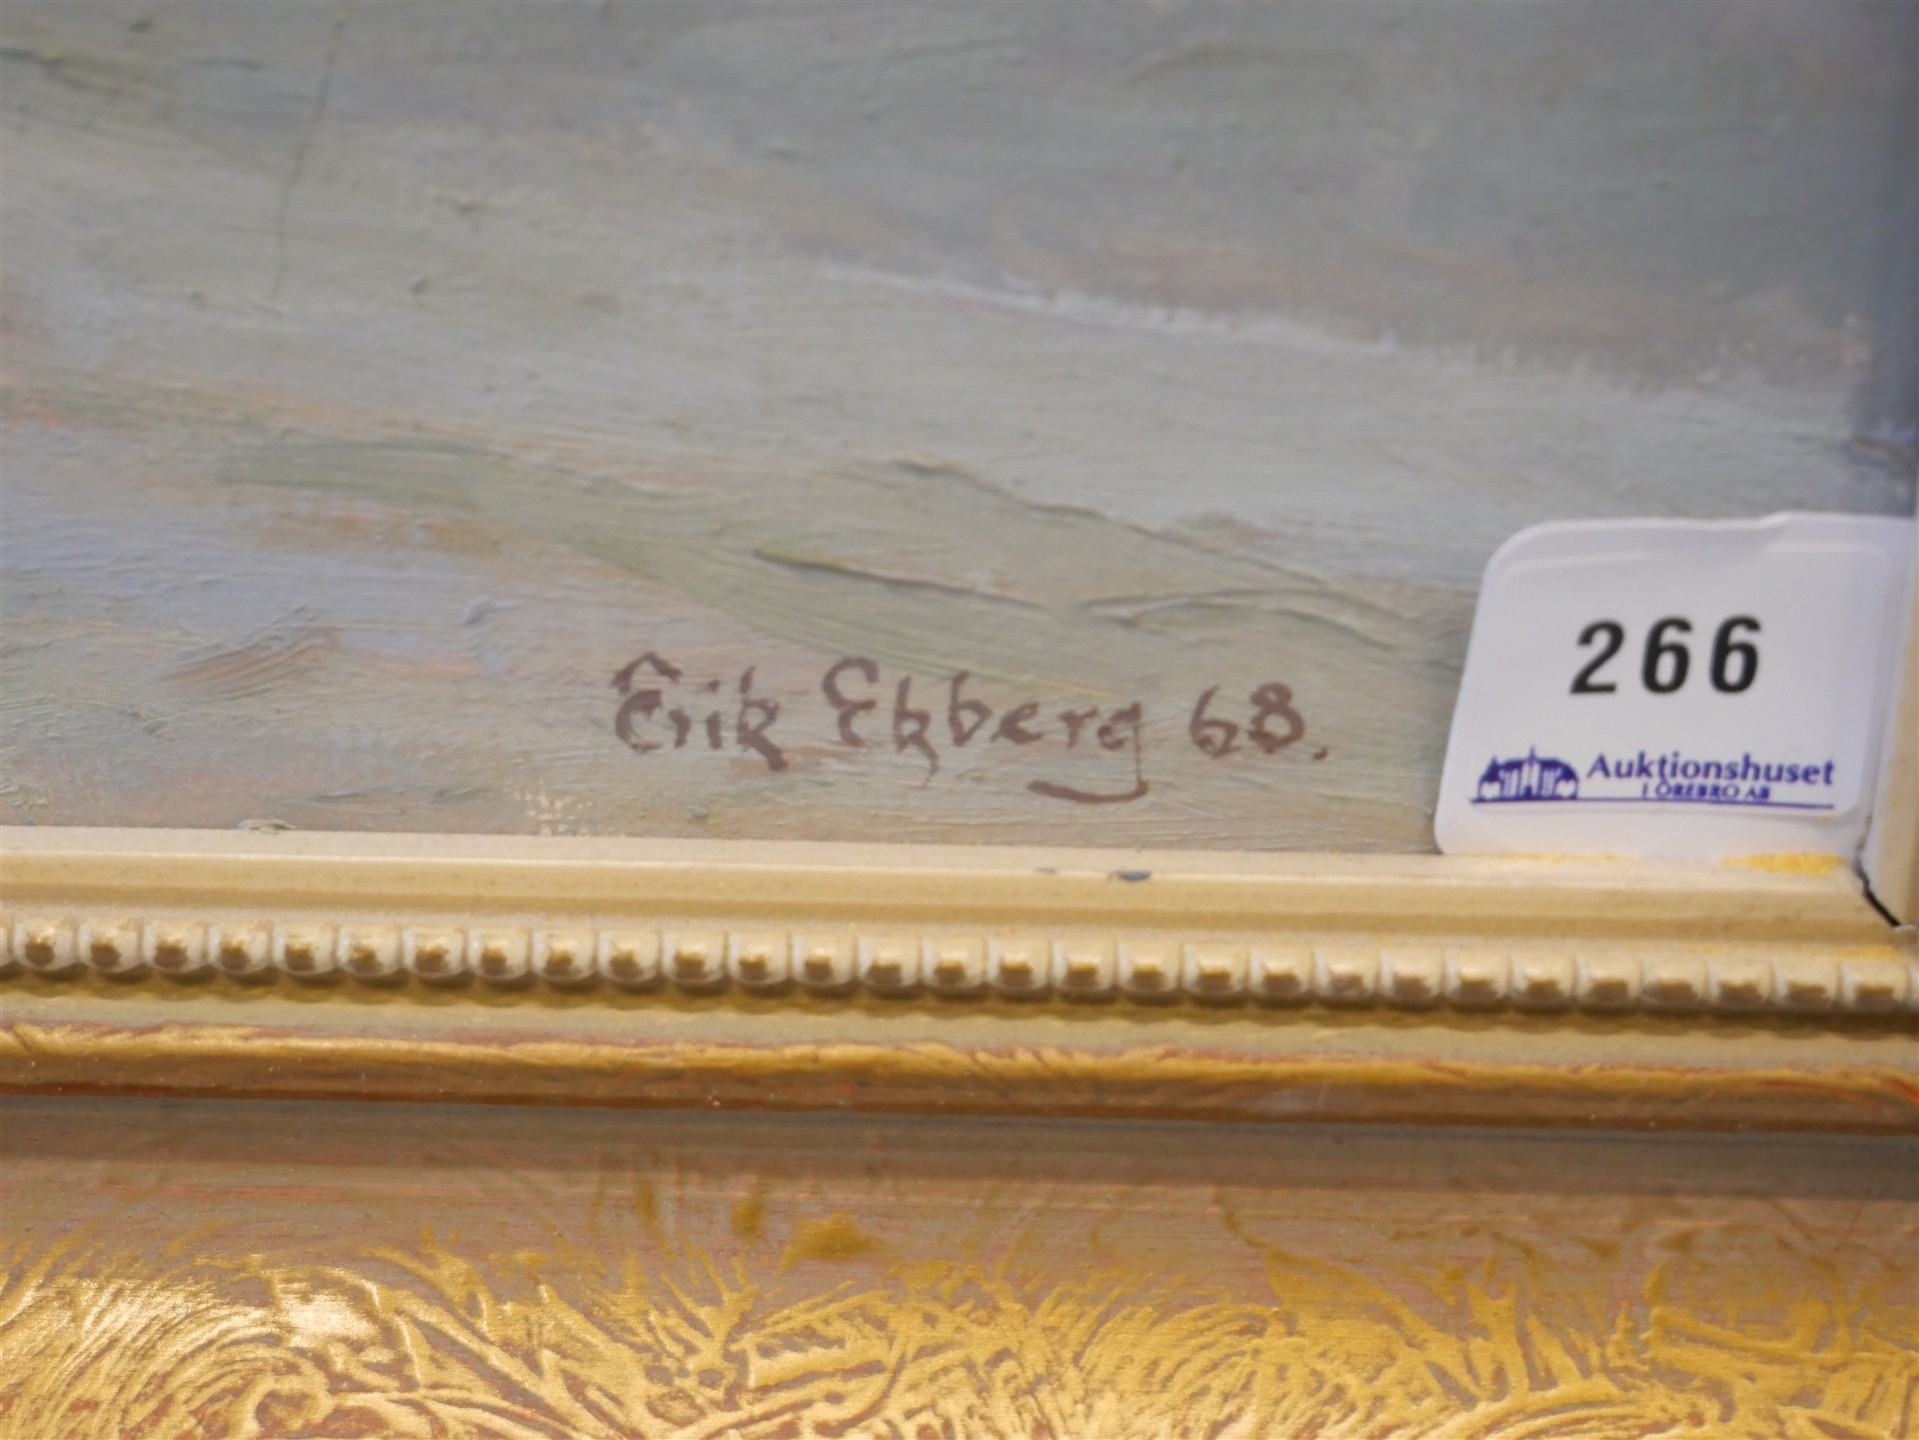 Erik Ekberg 68.
266
Auktionshuset
I ÖREBRO AB